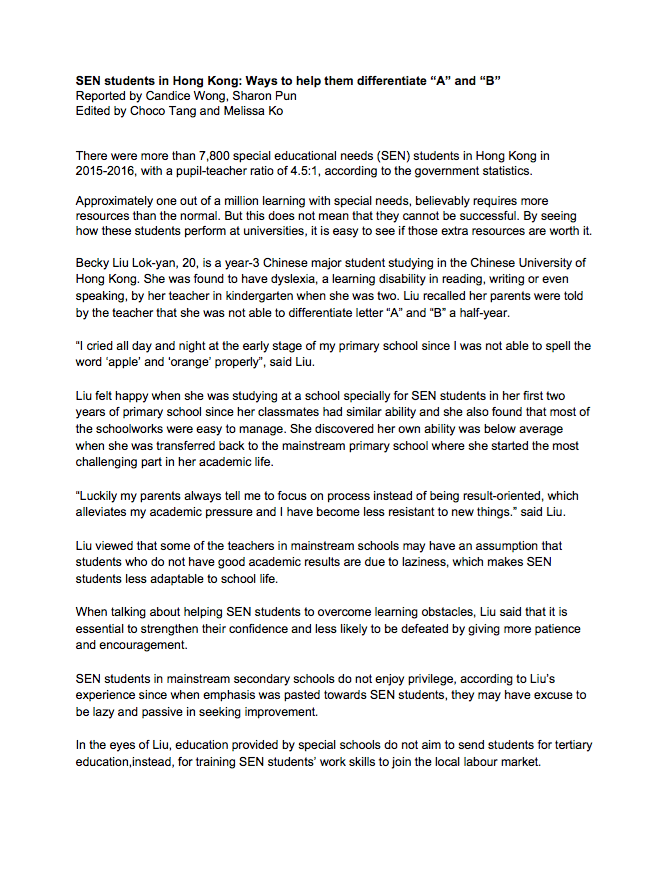 SEN students in Hong Kong: Ways to help them differentiate “A” and “B”
Reported by Candice Wong, Sharon Pun
Edited by Choco Tang and Melissa Ko
There were more than 7,800 special educational needs (SEN) students in Hong Kong in
2015-2016, with a pupil-teacher ratio of 4.5:1, according to the government statistics.
Approximately one out of a million learning with special needs, believably requires more
resources than the normal. But this does not mean that they cannot be successful. By seeing
how these students perform at universities, it is easy to see if those extra resources are worth it.
Becky Liu Lok-yan, 20, is a year-3 Chinese major student studying in the Chinese University of
Hong Kong. She was found to have dyslexia, a learning disability in reading, writing or even
speaking, by her teacher in kindergarten when she was two. Liu recalled her parents were told
by the teacher that she was not able to differentiate letter “A” and “B” a half-year.
“I cried all day and night at the early stage of my primary school since I was not able to spell the
word ‘apple’ and ‘orange’ properly”, said Liu.
Liu felt happy when she was studying at a school specially for SEN students in her first two
years of primary school since her classmates had similar ability and she also found that most of
the schoolworks were easy to manage. She discovered her own ability was below average
when she was transferred back to the mainstream primary school where she started the most
challenging part in her academic life.
“Luckily my parents always tell me to focus on process instead of being result-oriented, which
alleviates my academic pressure and I have become less resistant to new things.” said Liu.
Liu viewed that some of the teachers in mainstream schools may have an assumption that
students who do not have good academic results are due to laziness, which makes SEN
students less adaptable to school life.
When talking about helping SEN students to overcome learning obstacles, Liu said that it is
essential to strengthen their confidence and less likely to be defeated by giving more patience
and encouragement.
SEN students in mainstream secondary schools do not enjoy privilege, according to Liu’s
experience since when emphasis was pasted towards SEN students, they may have excuse to
be lazy and passive in seeking improvement.
In the eyes of Liu, education provided by special schools do not aim to send students for tertiary
education,instead, for training SEN students’ work skills to join the local labour market.